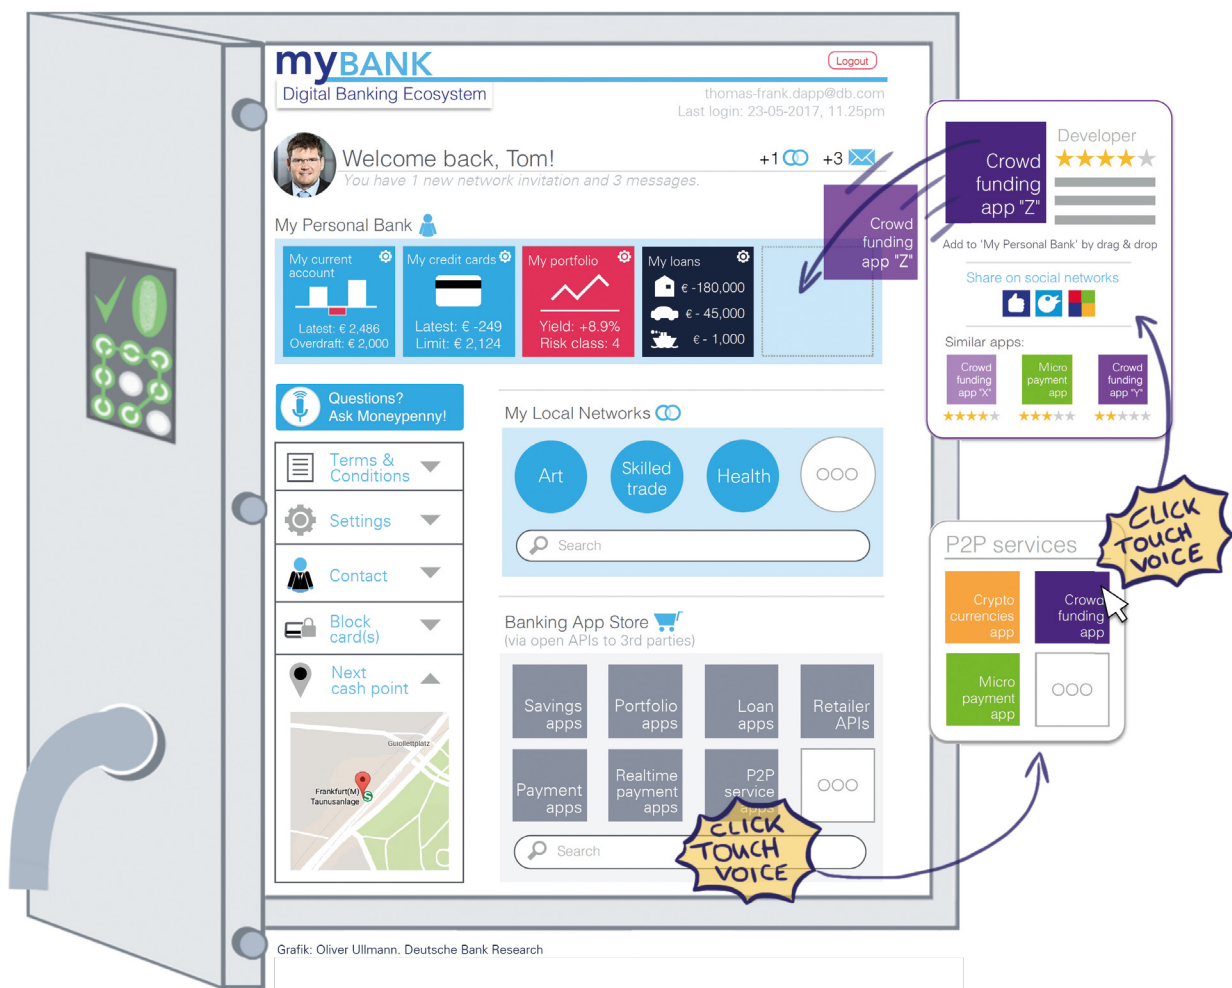 myBANK
Logout
Digital Banking Ecosystem
thomas-frank.dapp@db.com
Last login: 23-05-2017, 11.25pm
Welcome back, Tom!
+1
+3
You have 1 new network invitation and 3 messages.
My Personal Bank
My current
account
Latest: € 2,486
Overdraft: € 2,000
My credit cards
Latest: € -249
Limit: € 2,124
My portfolio
Yield: +8.9%
Risk class: 4
My loans
€ -180,000
€ - 45,000
€ - 1,000
Crowd
funding
app "Z"
Crowd
funding
app "Z"
Developer
Add to 'My Personal Bank' by drag & drop
Share on social networks
Similar apps:
Crowd
funding
app "X"
Micro
payment
app
Crowd
funding
app "Y"
Questions?
Ask Moneypenny!
Terms &
Conditions
Settings
Contact
Block
card(s)
Next
cash point
Guiollettplatz
Frankfurt(M)
Taunusanlage
S
My Local Networks
Art
Skilled
trade
Health
Search
Banking App Store
(via open APIs to 3rd parties)
Savings
apps
Portfolio
apps
Loan
apps
Retailer
APIs
Payment
apps
Realtime
payment
apps
P2P
service
apps
Search
CLICK
TOUCH
VOICE
P2P services
Crypto
currencies
app
Crowd
funding
app
Micro
payment
app
CLICK
TOUCH
VOICE
Grafik: Oliver Ullmann. Deutsche Bank Research